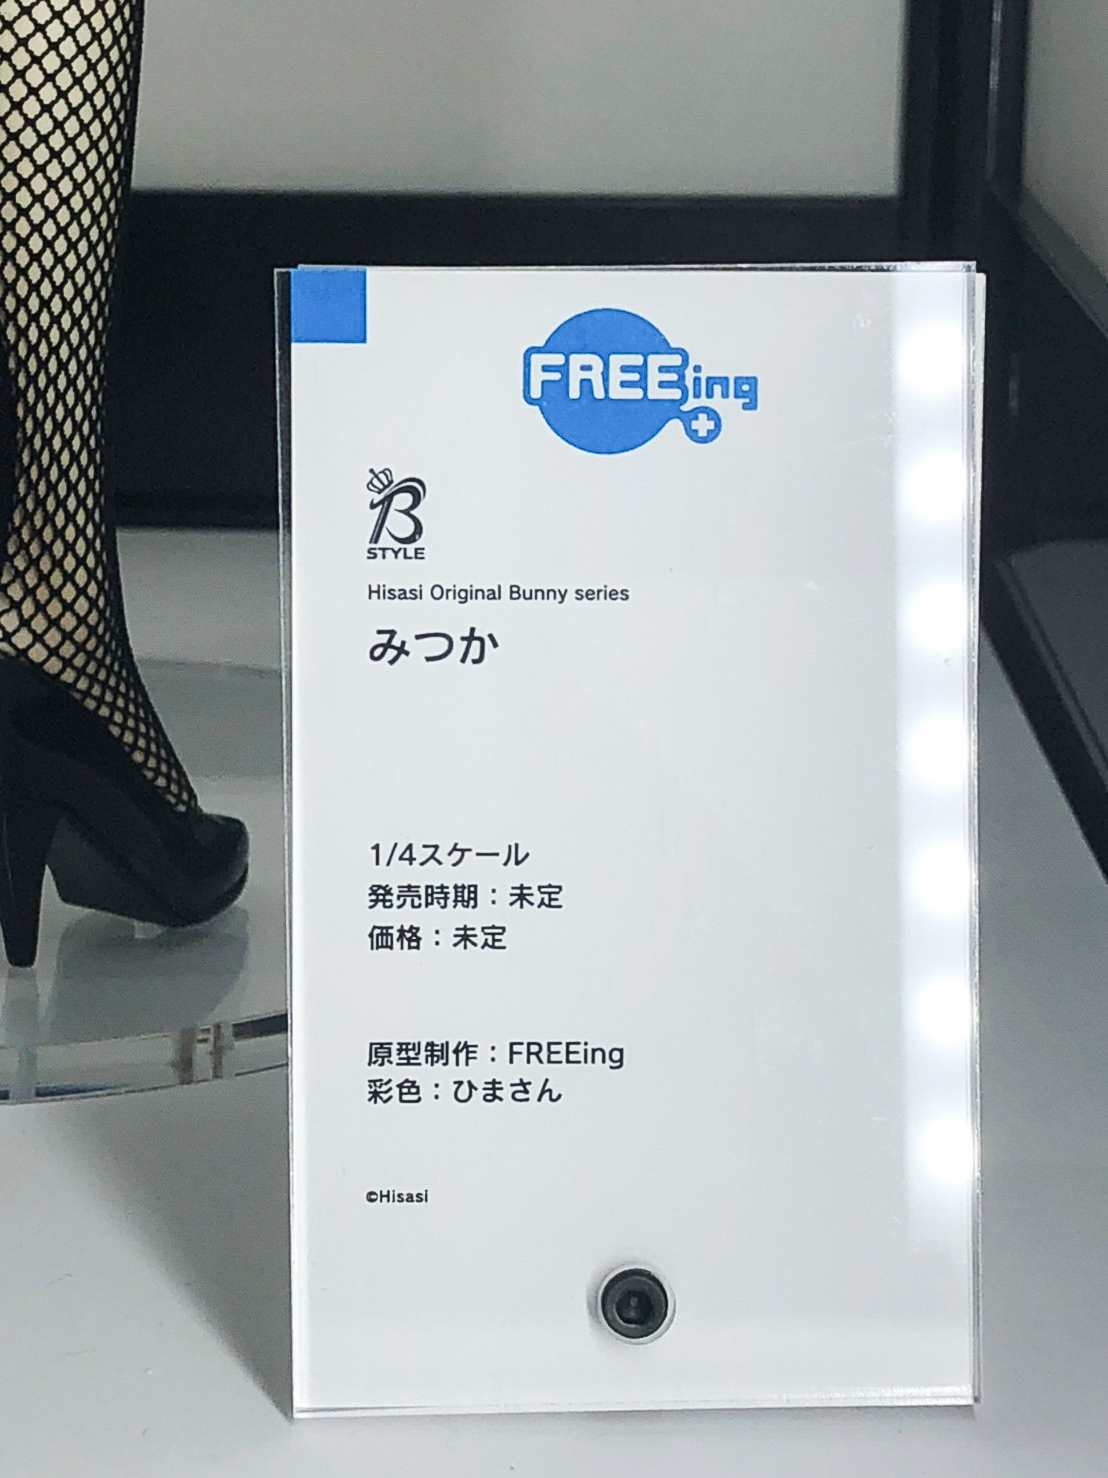 FREEing
B
STYLE
Hisasi Original Bunny series
みつか
1/4スケール
発売時期：未定
価格：未定
原型制作：FREEing
彩色：ひまさん
©Hisasi